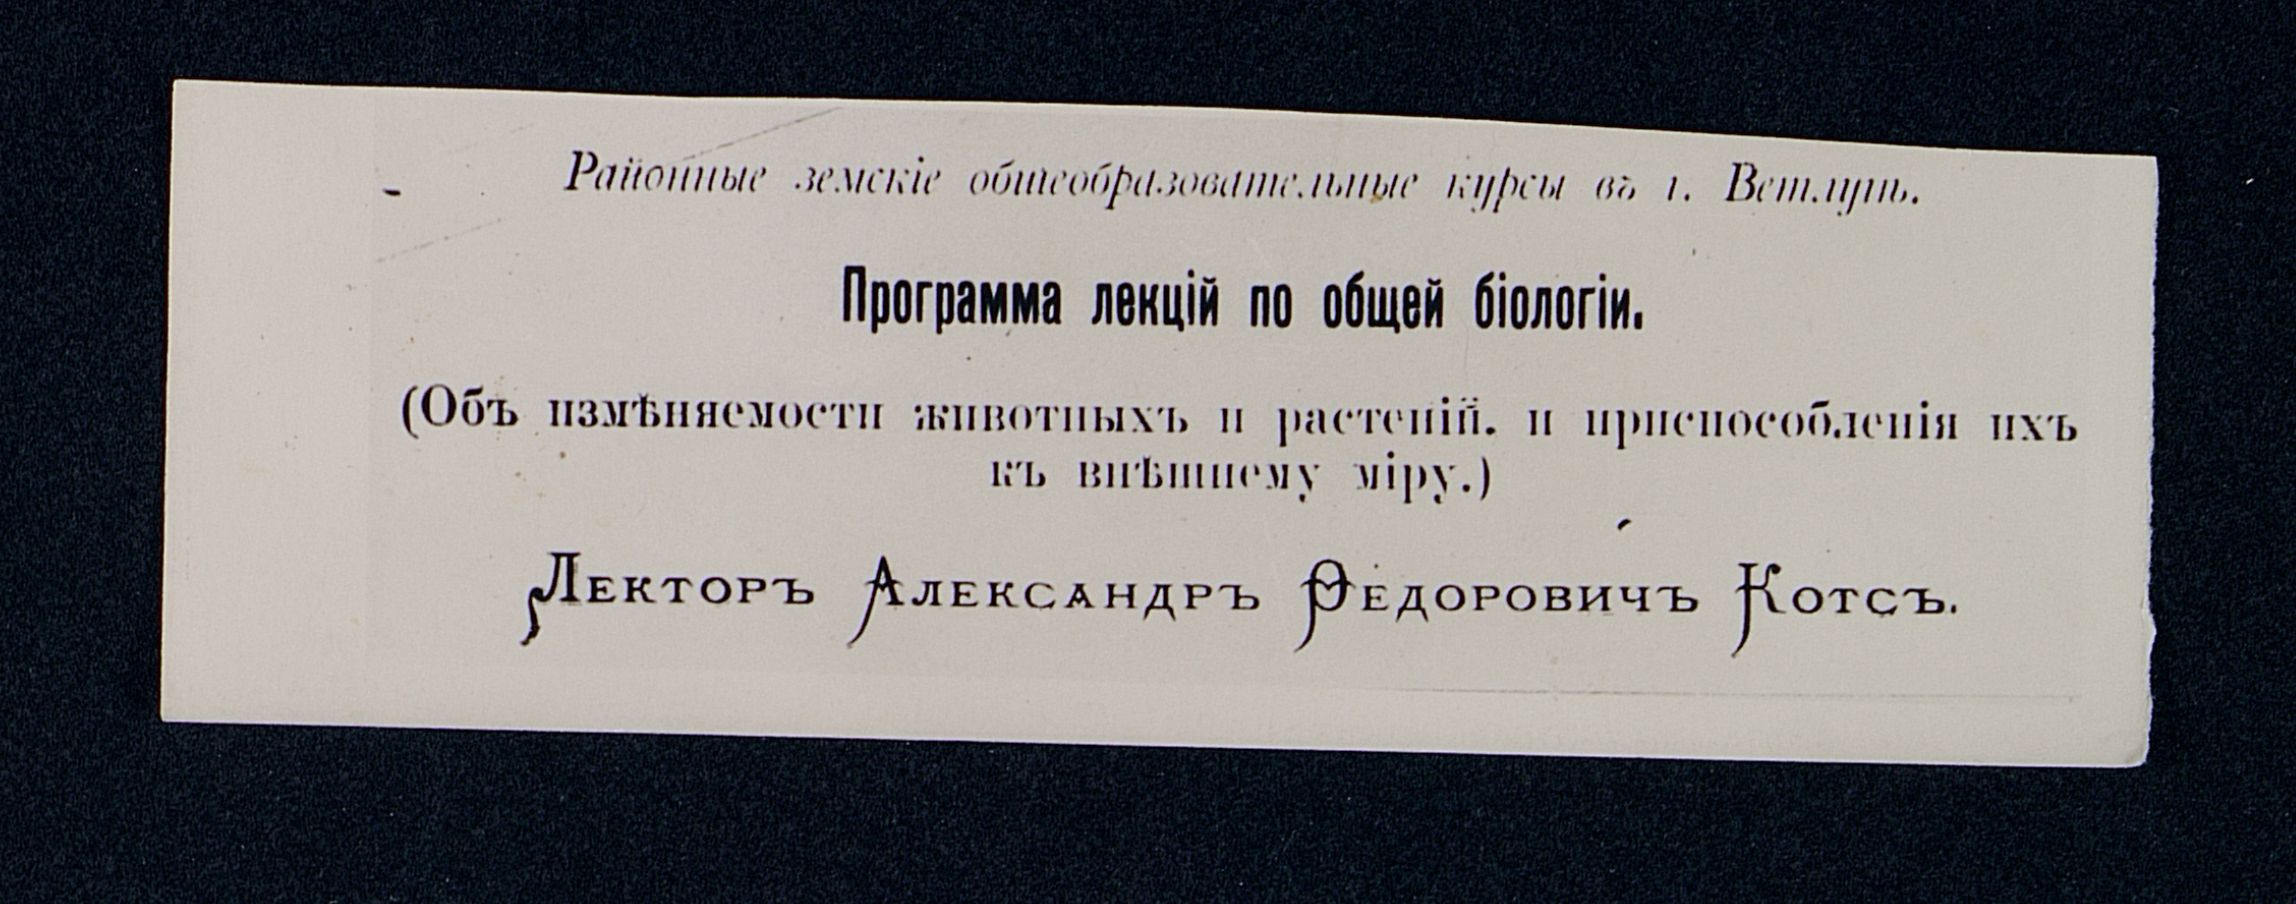 Районные земскіе общеобразовательные курсы въ г. Ветлугѣ.
Программа лекцій по общей біологіи.
(Объ измѣняемости животныхъ и растеній. и приспособленія ихъ
къ внѣшнему міру.)
Лекторъ Александръ Ѳедоровичъ Котсъ.